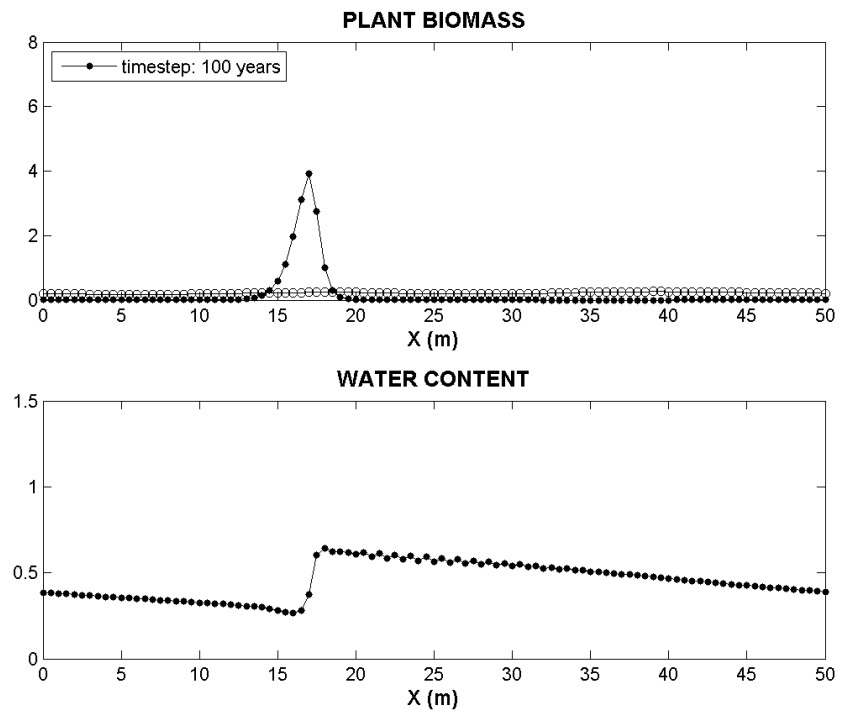 PLANT BIOMASS
8
6
4
2
0
timestep: 100 years
0 5 10 15 20 25 30 35 40 45 50
X (m)
WATER CONTENT
1.5
1
0.5
0
0 5 10 15 20 25 30 35 40 45 50
X (m)